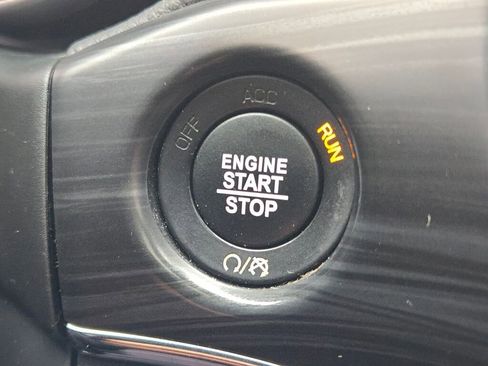 OFF
ACC
RUN
ENGINE
START
STOP